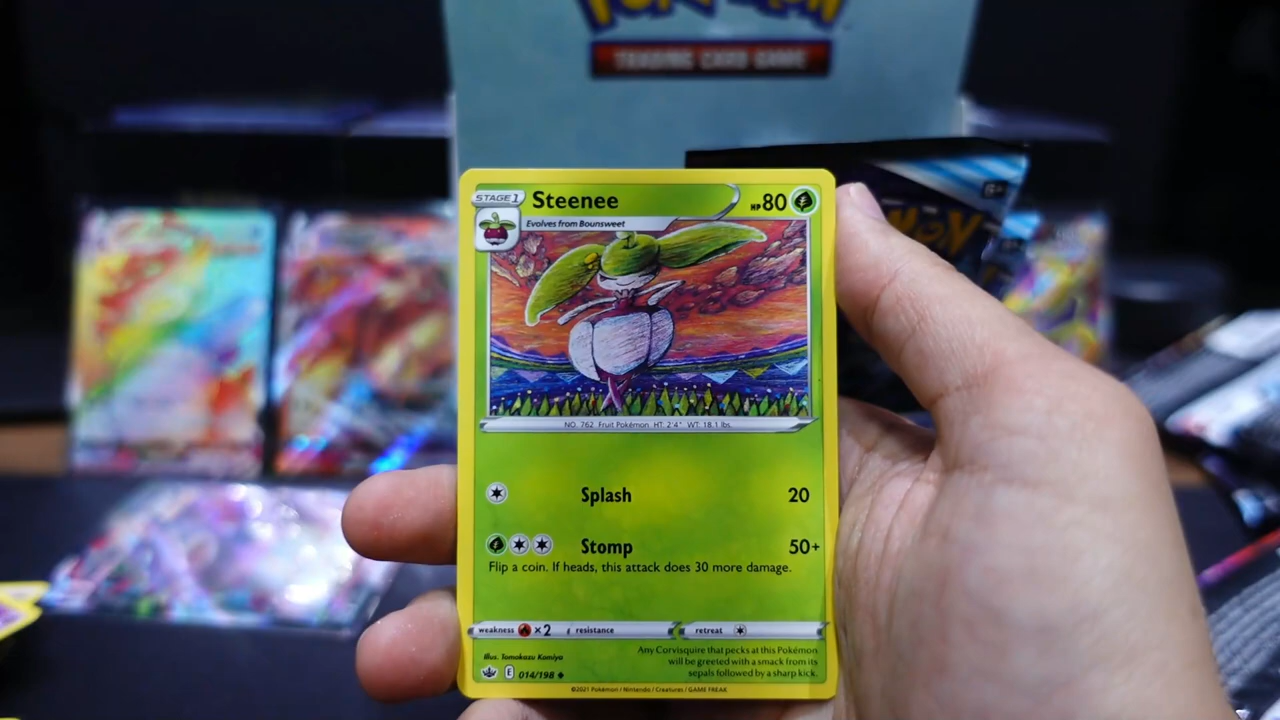 POKÉMON
TRADING CARD GAME
STAGE 1
Steenee
HP 80
Evolves from Bounsweet
NO. 762 Fruit Pokémon HT: 2'4" WT: 18.1 lbs.
Splash 20
Stomp 50+
Flip a coin. If heads, this attack does 30 more damage.
weakness ×2 resistance retreat
Illus. Tomokazu Komiya
E 014/198
Any Corvisquire that pecks at this Pokémon
will be greeted with a smack from its
sepals followed by a sharp kick.
©2021 Pokémon / Nintendo / Creatures / GAME FREAK